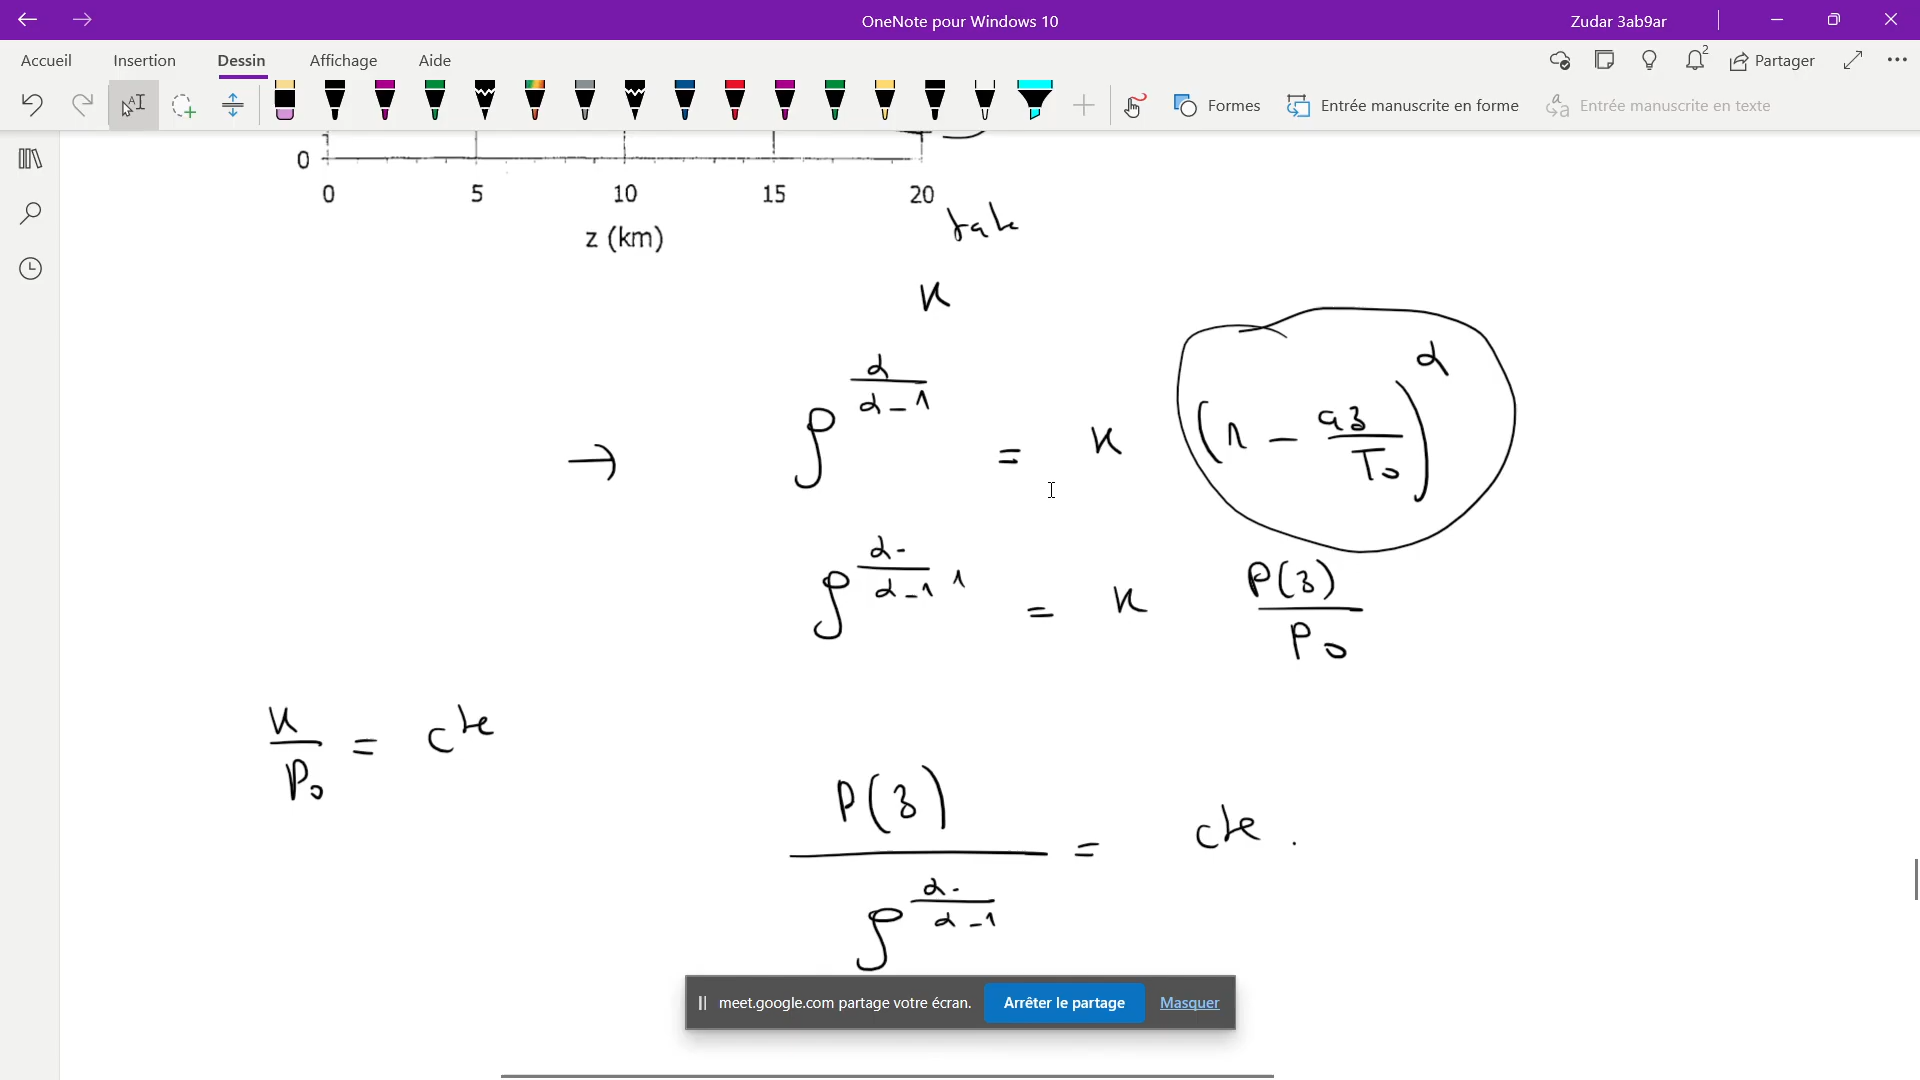 OneNote pour Windows 10
Zudar 3ab9ar
Accueil Insertion Dessin Affichage Aide
2
Partager
Formes
Entrée manuscrite en forme
Entrée manuscrite en texte
0
0 5 10 15 20
z (km)
K
→ ρ^(α/(α-1)) = K (1 - az/T₀)^α
ρ^(α/(α-1)) = K P(z)/P₀
K/P₀ = cte
P(z)/ρ^(α/(α-1)) = cte.
meet.google.com partage votre écran.
Arrêter le partage
Masquer